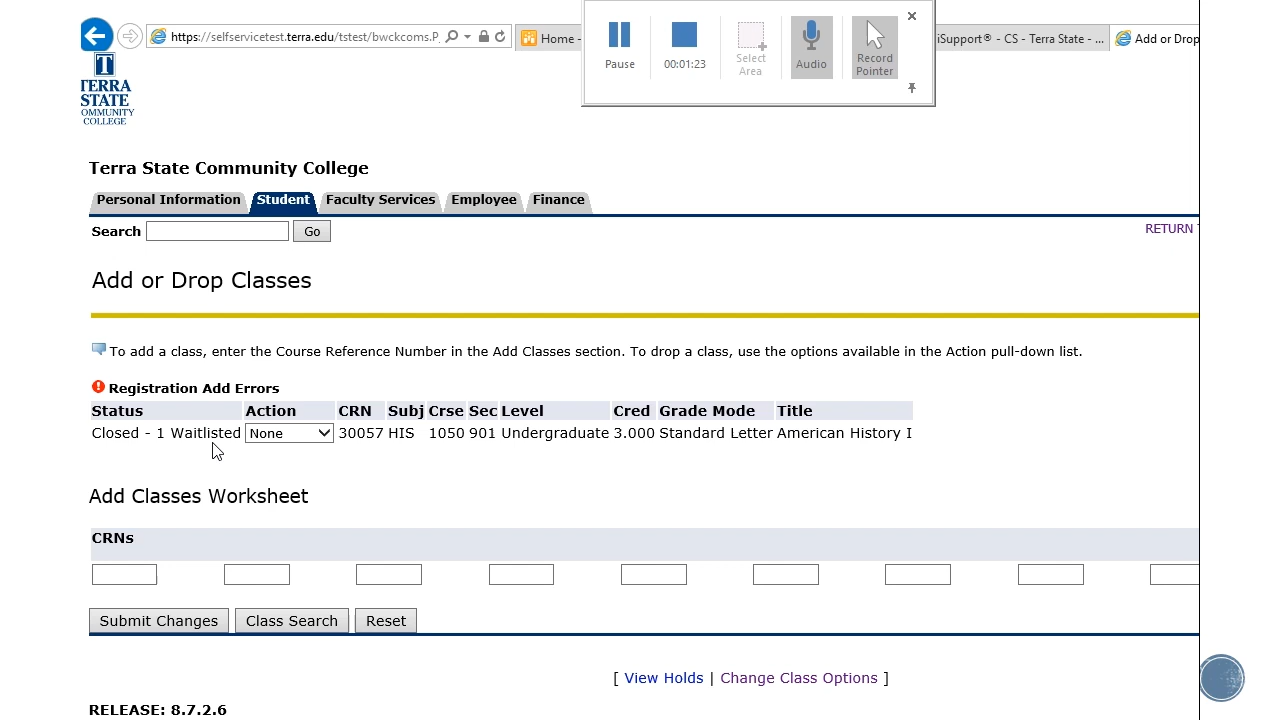 https://selfservicetest.terra.edu/tstest/bwckcoms.P
Home -
iSupport® - CS - Terra State - ...
Add or Drop
Pause
00:01:23
Select Area
Audio
Record Pointer
TERRA
STATE
OMMUNITY
COLLEGE
Terra State Community College
Personal Information Student Faculty Services Employee Finance
Search Go
RETURN
Add or Drop Classes
To add a class, enter the Course Reference Number in the Add Classes section. To drop a class, use the options available in the Action pull-down list.
Registration Add Errors
Status Action CRN Subj Crse Sec Level Cred Grade Mode Title
Closed - 1 Waitlisted None 30057 HIS 1050 901 Undergraduate 3.000 Standard Letter American History I
Add Classes Worksheet
CRNs
Submit Changes Class Search Reset
[ View Holds | Change Class Options ]
RELEASE: 8.7.2.6